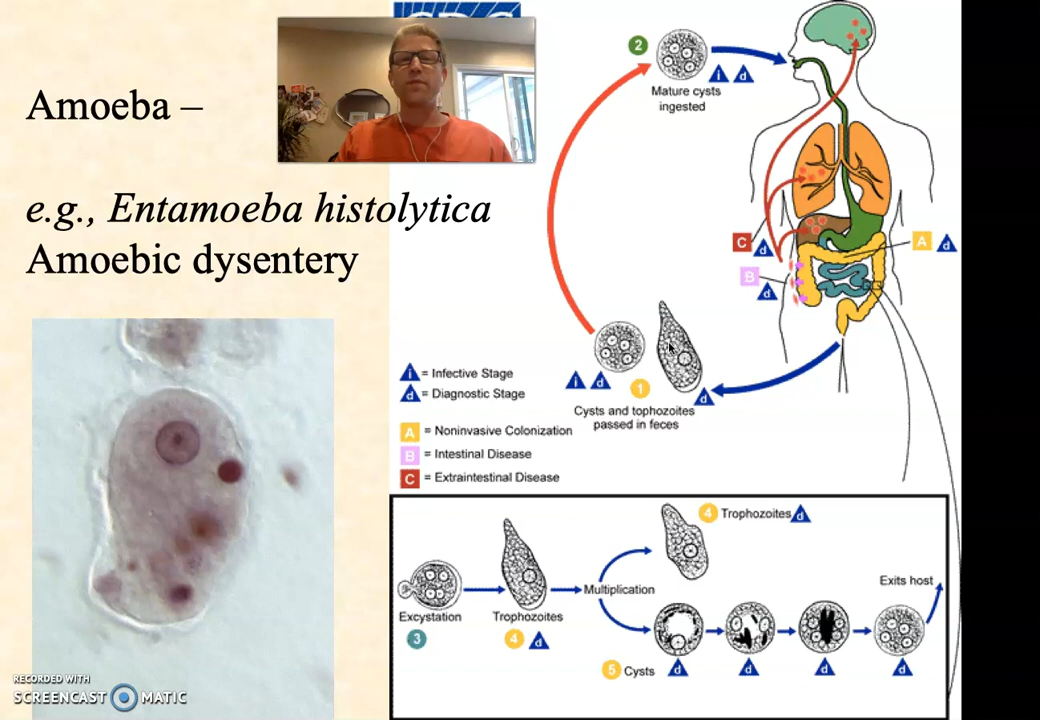 Amoeba –
e.g., Entamoeba histolytica
Amoebic dysentery
2
i d
Mature cysts
ingested
C d
B
d
A d
i d
1
d
Cysts and tophozoites
passed in feces
i = Infective Stage
d = Diagnostic Stage
A = Noninvasive Colonization
B = Intestinal Disease
C = Extraintestinal Disease
4 Trophozoites d
Excystation
3
Trophozoites
4 d
Multiplication
Exits host
5 Cysts d d d d
RECORDED WITH
SCREENCAST MATIC